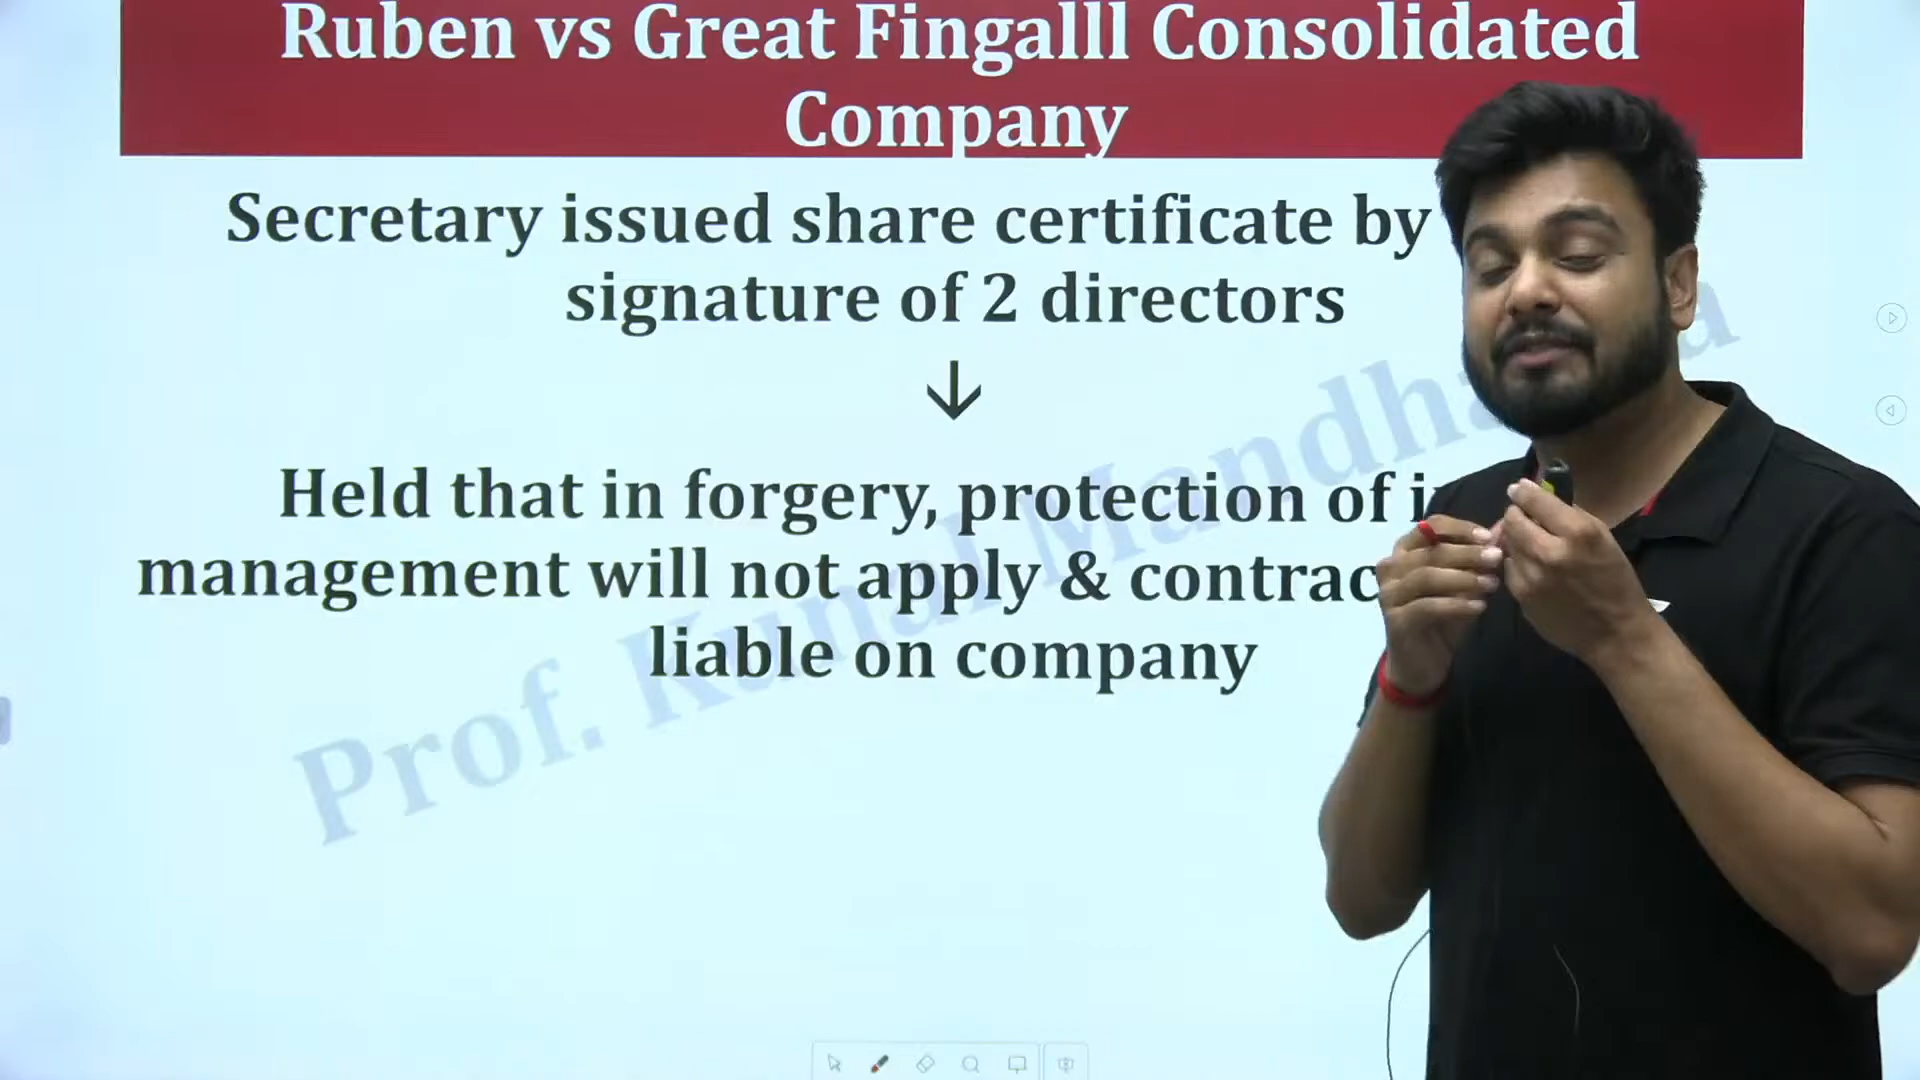 Ruben vs Great Fingalll Consolidated
Company
Secretary issued share certificate by
signature of 2 directors
Held that in forgery, protection of
management will not apply &
liable on company
Prof. Kunal